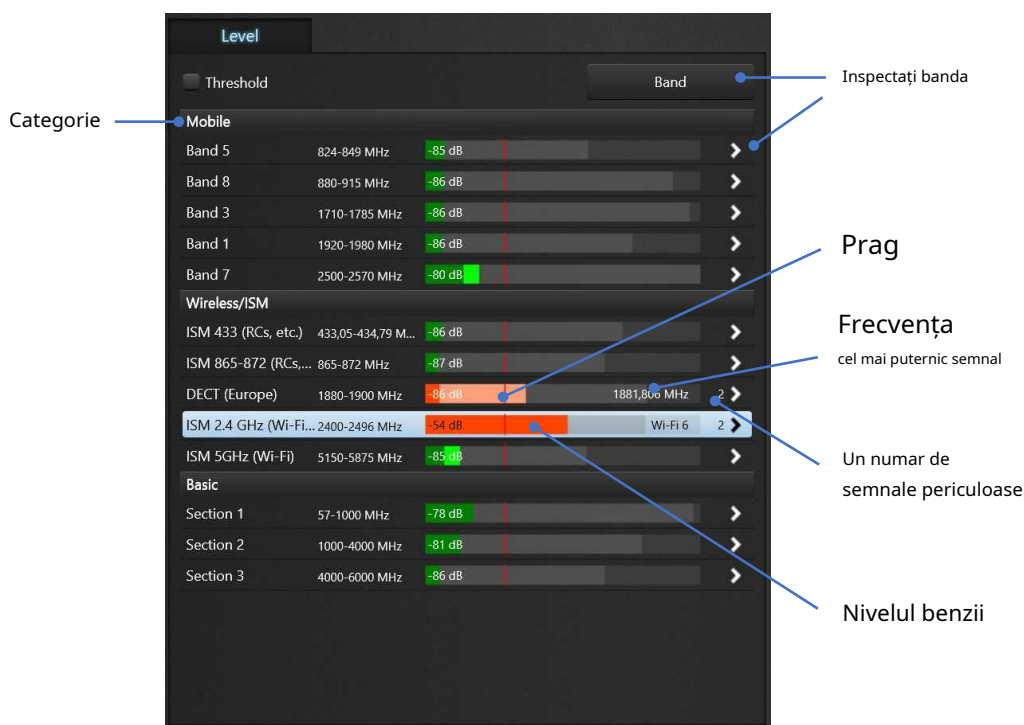 Level
Threshold
Band
Inspectați banda
Categorie
Mobile
Band 5 824-849 MHz -85 dB
Band 8 880-915 MHz -86 dB
Band 3 1710-1785 MHz -86 dB
Band 1 1920-1980 MHz -86 dB
Prag
Band 7 2500-2570 MHz -80 dB
Wireless/ISM
ISM 433 (RCs, etc.) 433,05-434,79 M... -86 dB
Frecvența
cel mai puternic semnal
ISM 865-872 (RCs,... 865-872 MHz -87 dB
DECT (Europe) 1880-1900 MHz -86 dB 1881,806 MHz 2
ISM 2.4 GHz (Wi-Fi... 2400-2496 MHz -54 dB Wi-Fi 6 2
ISM 5GHz (Wi-Fi) 5150-5875 MHz -85 dB
Un numar de
semnale periculoase
Basic
Section 1 57-1000 MHz -78 dB
Section 2 1000-4000 MHz -81 dB
Section 3 4000-6000 MHz -86 dB
Nivelul benzii